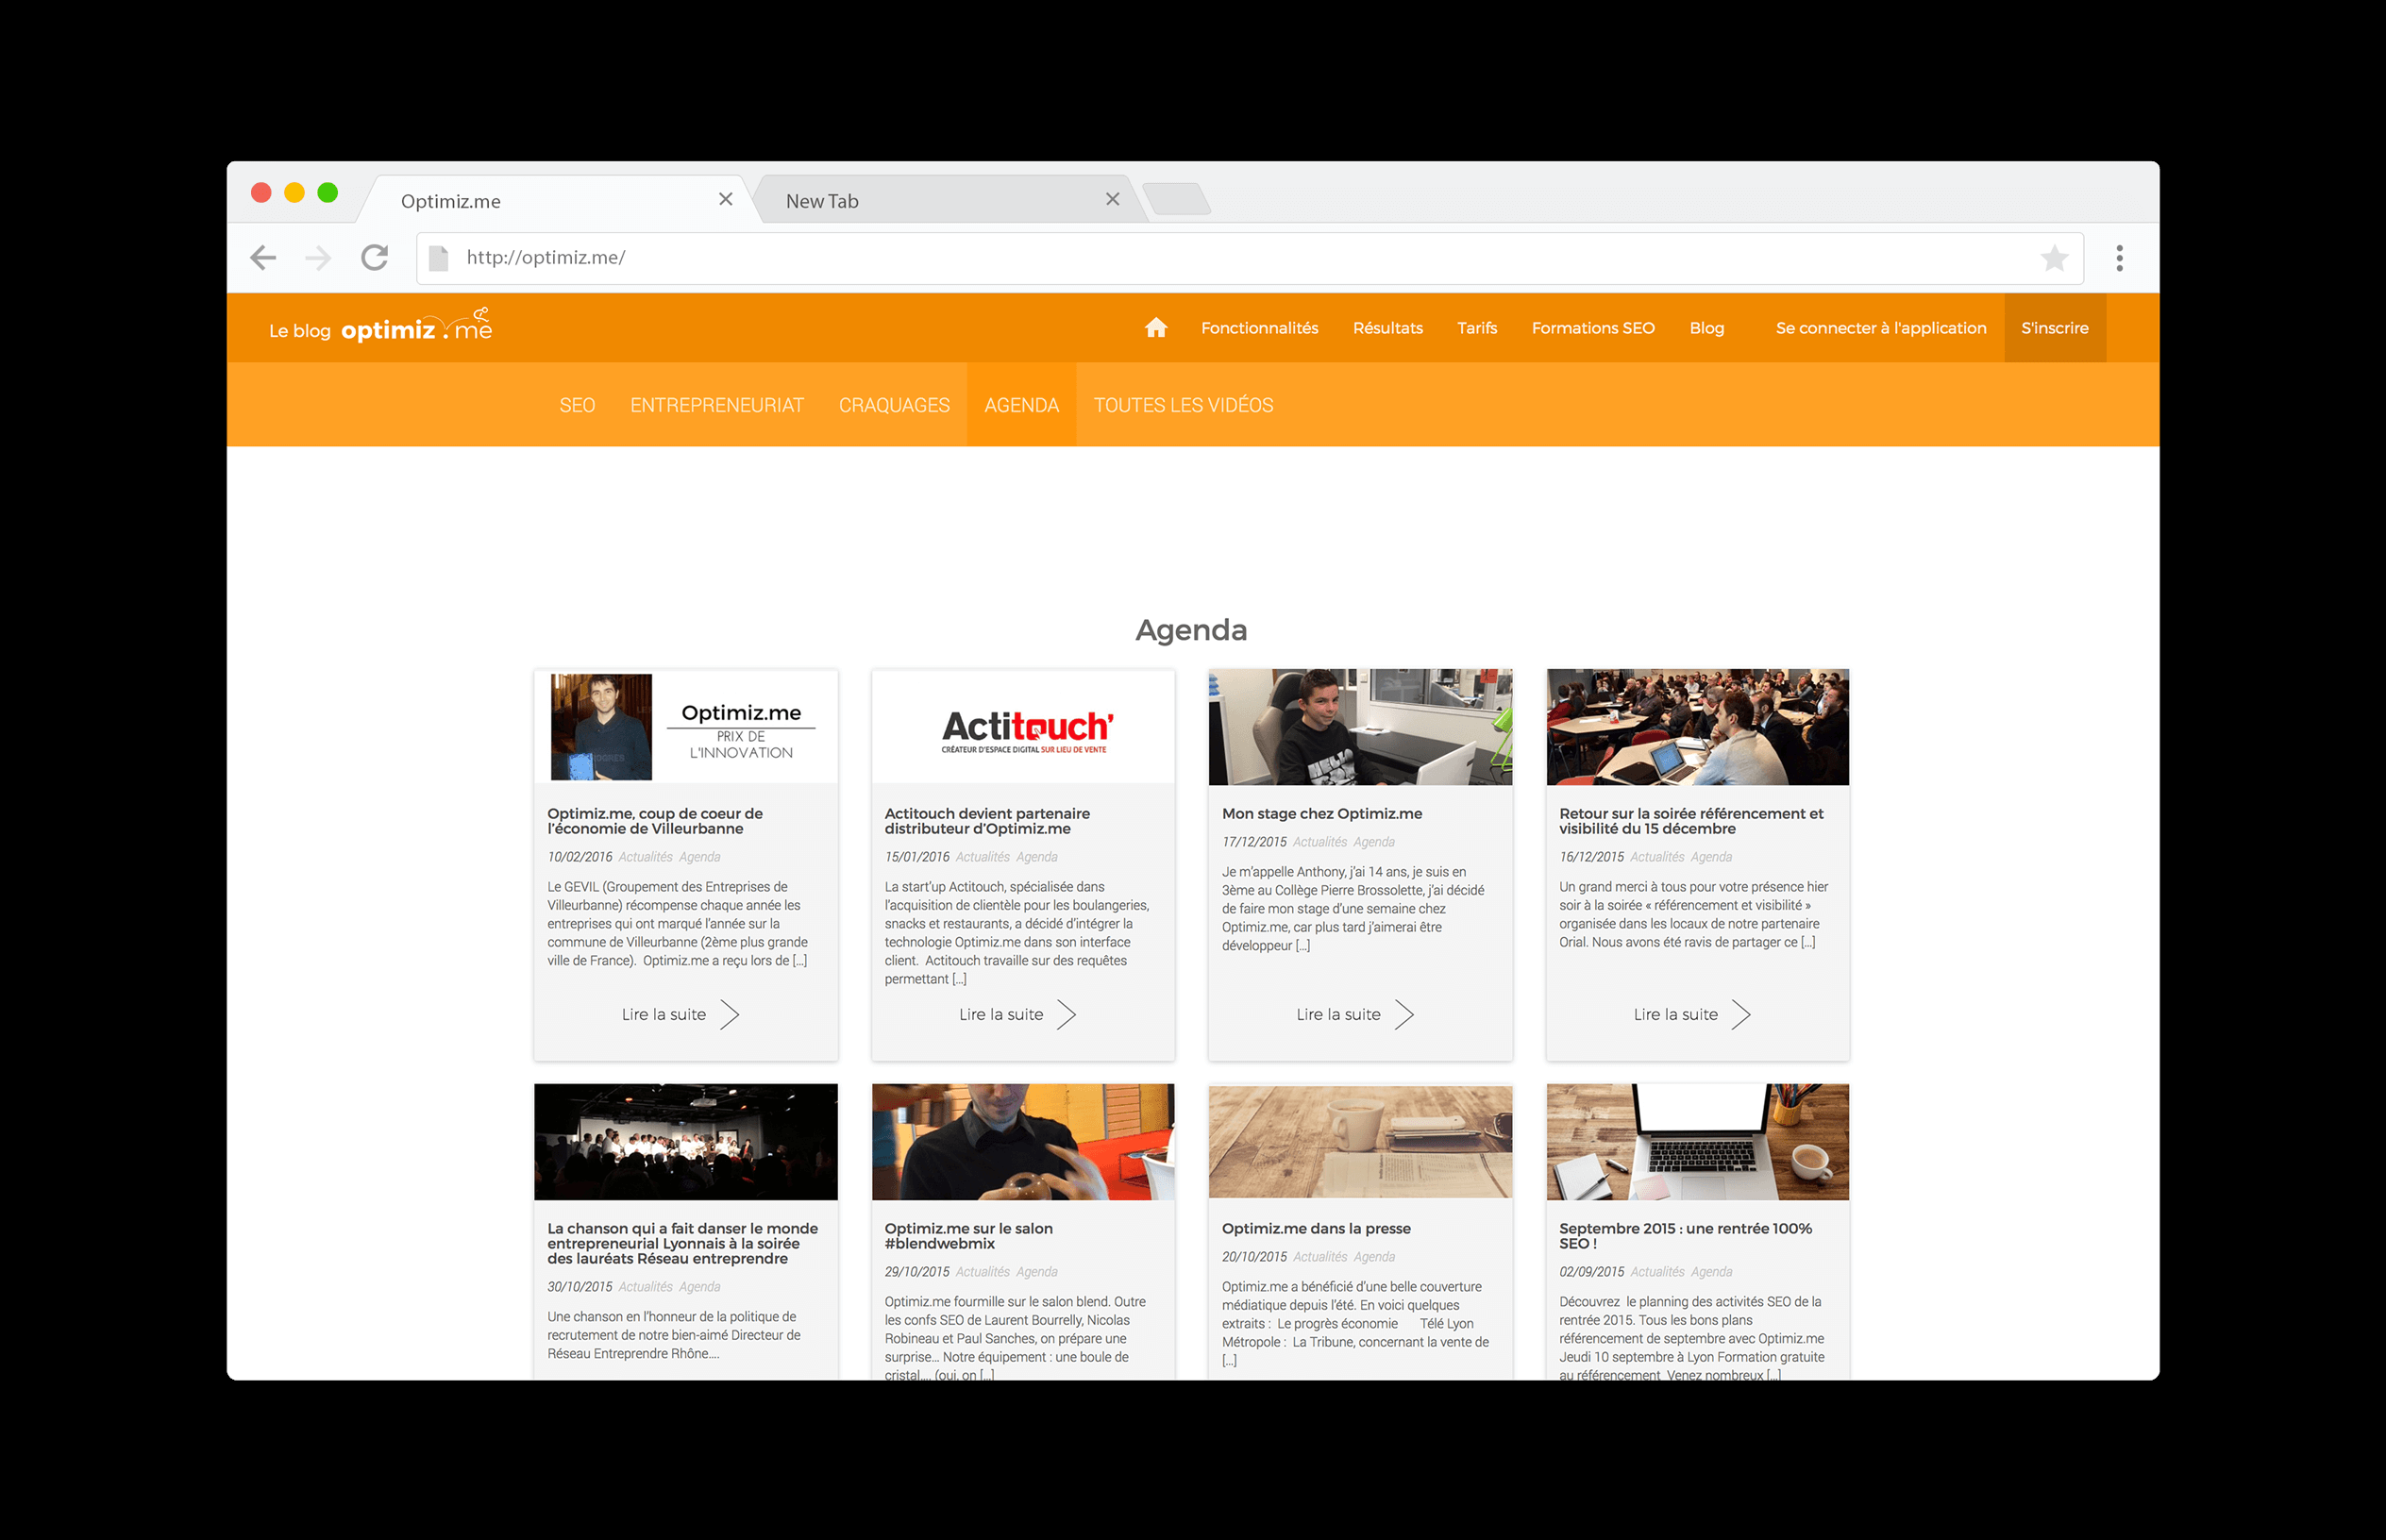 Optimiz.me
New Tab
http://optimiz.me/
Le blog optimiz.me
Fonctionnalités
Résultats
Tarifs
Formations SEO
Blog
Se connecter à l'application
S'inscrire
SEO
ENTREPRENEURIAT
CRAQUAGES
AGENDA
TOUTES LES VIDÉOS
Agenda
Optimiz.me
PRIX DE
L'INNOVATION
Optimiz.me, coup de coeur de
l’économie de Villeurbanne
10/02/2016 Actualités Agenda
Le GEVIL (Groupement des Entreprises de
Villeurbanne) récompense chaque année les
entreprises qui ont marqué l’année sur la
commune de Villeurbanne (2ème plus grande
ville de France). Optimiz.me a reçu lors de [...]
Lire la suite
Actitouch’
CRÉATEUR D'ESPACE DIGITAL SUR LIEU DE VENTE
Actitouch devient partenaire
distributeur d’Optimiz.me
15/01/2016 Actualités Agenda
La start’up Actitouch, spécialisée dans
l’acquisition de clientèle pour les boulangeries,
snacks et restaurants, a décidé d’intégrer la
technologie Optimiz.me dans son interface
client. Actitouch travaille sur des requêtes
permettant [...]
Lire la suite
Mon stage chez Optimiz.me
17/12/2015 Actualités Agenda
Je m’appelle Anthony, j’ai 14 ans, je suis en
3ème au Collège Pierre Brossolette, j’ai décidé
de faire mon stage d’une semaine chez
Optimiz.me, car plus tard j’aimerai être
développeur [...]
Lire la suite
Retour sur la soirée référencement et
visibilité du 15 décembre
16/12/2015 Actualités Agenda
Un grand merci à tous pour votre présence hier
soir à la soirée « référencement et visibilité »
organisée dans les locaux de notre partenaire
Orial. Nous avons été ravis de partager ce [...]
Lire la suite
La chanson qui a fait danser le monde
entrepreneurial Lyonnais à la soirée
des lauréats Réseau entreprendre
30/10/2015 Actualités Agenda
Une chanson en l’honneur de la politique de
recrutement de notre bien-aimé Directeur de
Réseau Entreprendre Rhône....
Optimiz.me sur le salon
#blendwebmix
29/10/2015 Actualités Agenda
Optimiz.me fourmille sur le salon blend. Outre
les confs SEO de Laurent Bourrelly, Nicolas
Robineau et Paul Sanches, on prépare une
surprise... Notre équipement : une boule de
cristal.... (oui, on [...]
Optimiz.me dans la presse
20/10/2015 Actualités Agenda
Optimiz.me a bénéficié d’une belle couverture
médiatique depuis l’été. En voici quelques
extraits : Le progrès économie Télé Lyon
Métropole : La Tribune, concernant la vente de
[...]
Septembre 2015 : une rentrée 100%
SEO !
02/09/2015 Actualités Agenda
Découvrez le planning des activités SEO de la
rentrée 2015. Tous les bons plans
référencement de septembre avec Optimiz.me
Jeudi 10 septembre à Lyon Formation gratuite
au référencement Venez nombreux [...]